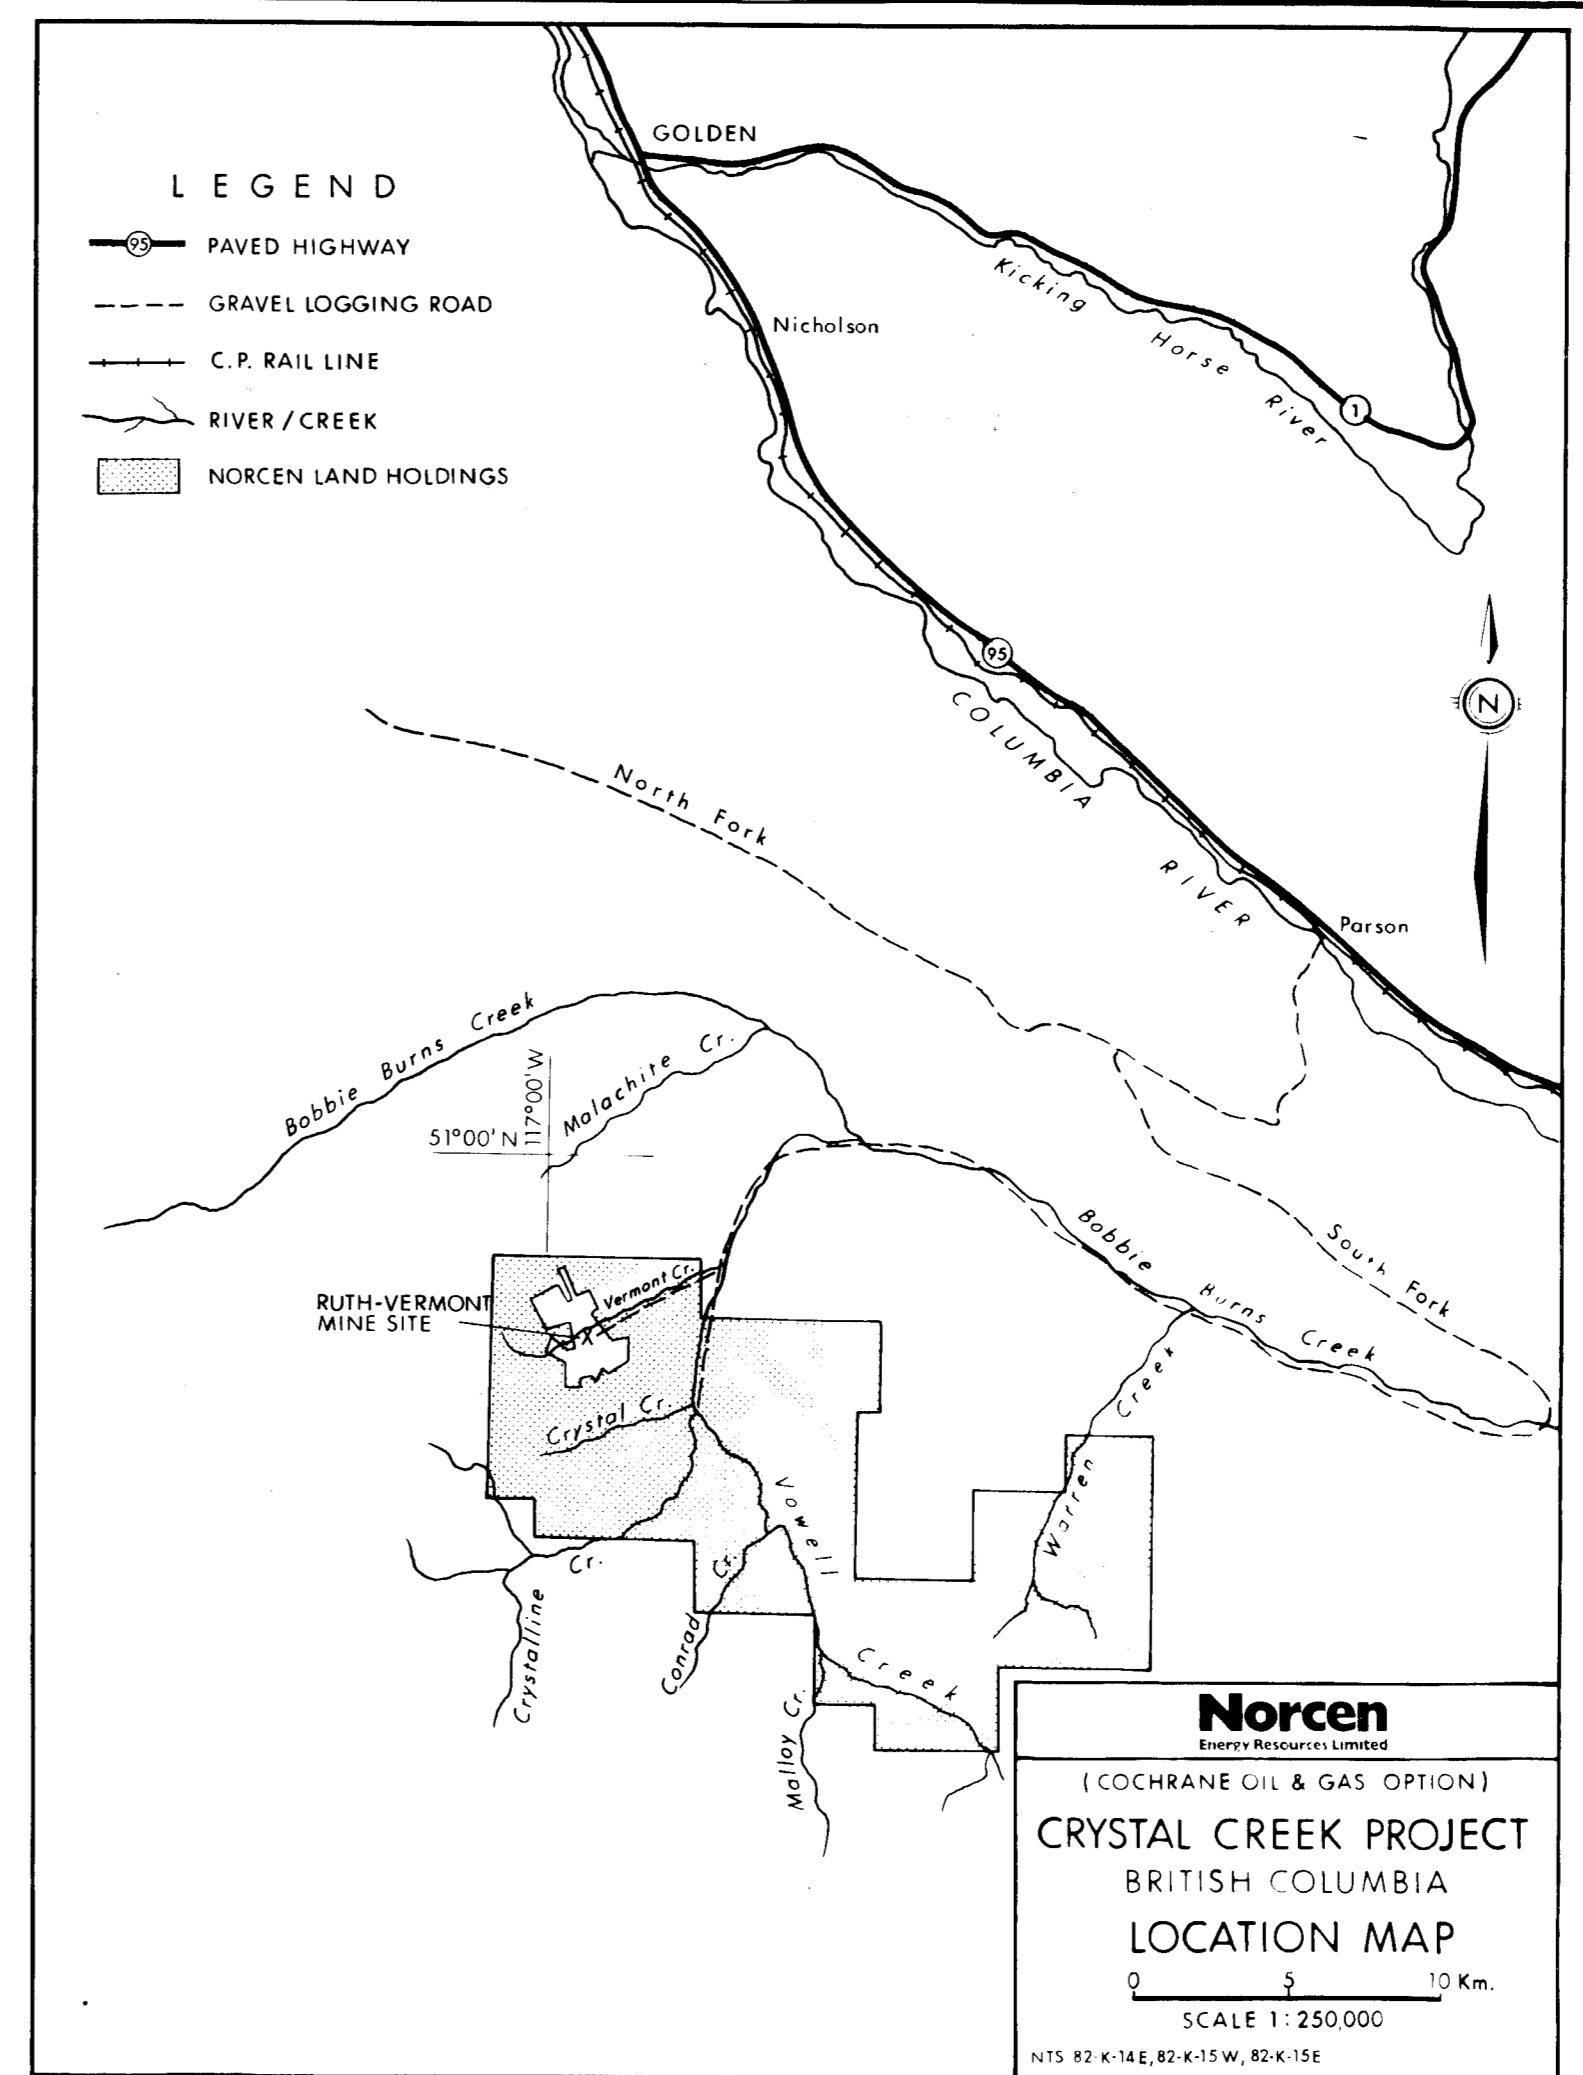 GOLDEN
LEGEND
95 PAVED HIGHWAY
GRAVEL LOGGING ROAD
C.P. RAIL LINE
RIVER / CREEK
NORCEN LAND HOLDINGS
Kicking Horse River
Nicholson
1
95
N
COLUMBIA RIVER
North Fork
Parson
Bobbie Burns Creek
Malachite Cr.
117°00'W
51°00'N
Bobbie Burns Creek
South Fork
Vermont Cr.
RUTH-VERMONT
MINE SITE
Crystal Cr.
Warren Creek
Vowell Creek
Crystalline Cr.
Conrad Cr.
Malloy Cr.
Norcen
Energy Resources Limited
(COCHRANE OIL & GAS OPTION)
CRYSTAL CREEK PROJECT
BRITISH COLUMBIA
LOCATION MAP
0 5 10 Km.
SCALE 1:250,000
NTS 82-K-14E, 82-K-15W, 82-K-15E